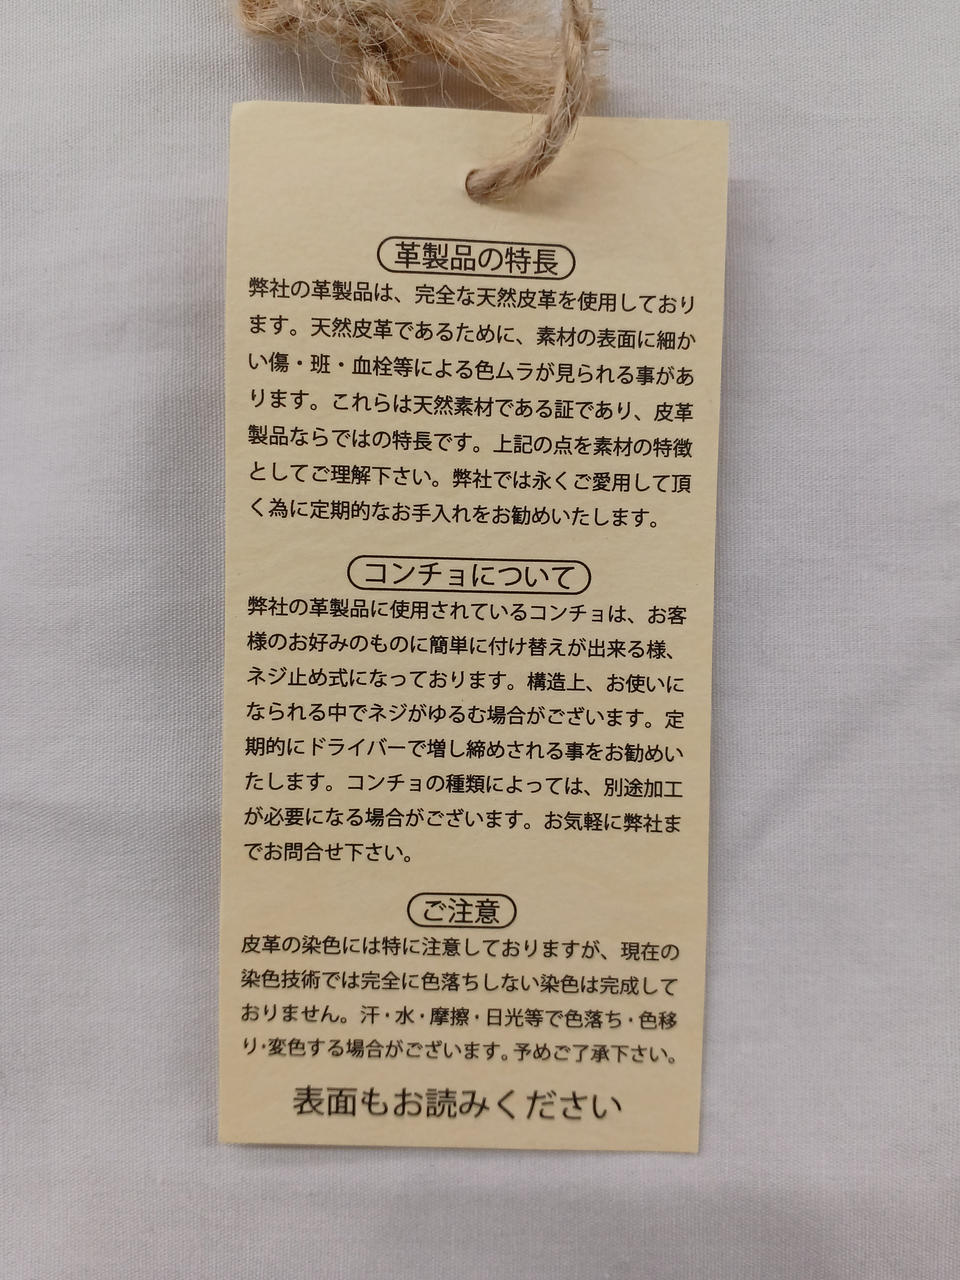 革製品の特長
弊社の革製品は、完全な天然皮革を使用しており
ます。天然皮革であるために、素材の表面に細か
い傷・班・血栓等による色ムラが見られる事があ
ります。これらは天然素材である証であり、皮革
製品ならではの特長です。上記の点を素材の特徴
としてご理解下さい。弊社では永くご愛用して頂
く為に定期的なお手入れをお勧めいたします。
コンチョについて
弊社の革製品に使用されているコンチョは、お客
様のお好みのものに簡単に付け替えが出来る様、
ネジ止め式になっております。構造上、お使いに
なられる中でネジがゆるむ場合がございます。定
期的にドライバーで増し締めされる事をお勧めい
たします。コンチョの種類によっては、別途加工
が必要になる場合がございます。お気軽に弊社ま
でお問合せ下さい。
ご注意
皮革の染色には特に注意しておりますが、現在の
染色技術では完全に色落ちしない染色は完成して
おりません。汗・水・摩擦・日光等で色落ち・色移
り・変色する場合がございます。予めご了承下さい。
表面もお読みください